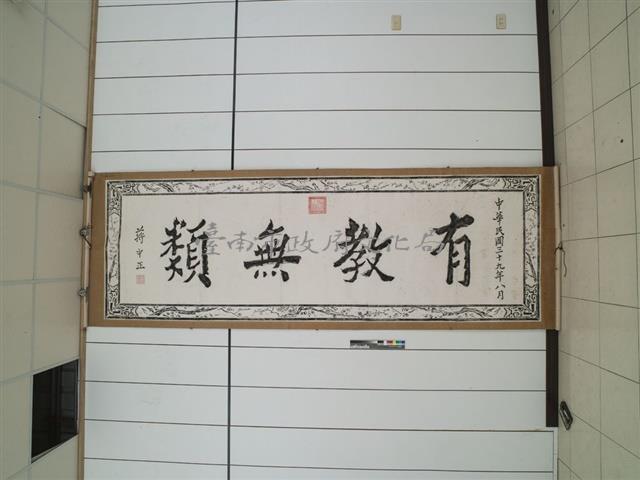 中華民國三十九年八月
有教無類
蔣中正
臺南市政府文化局